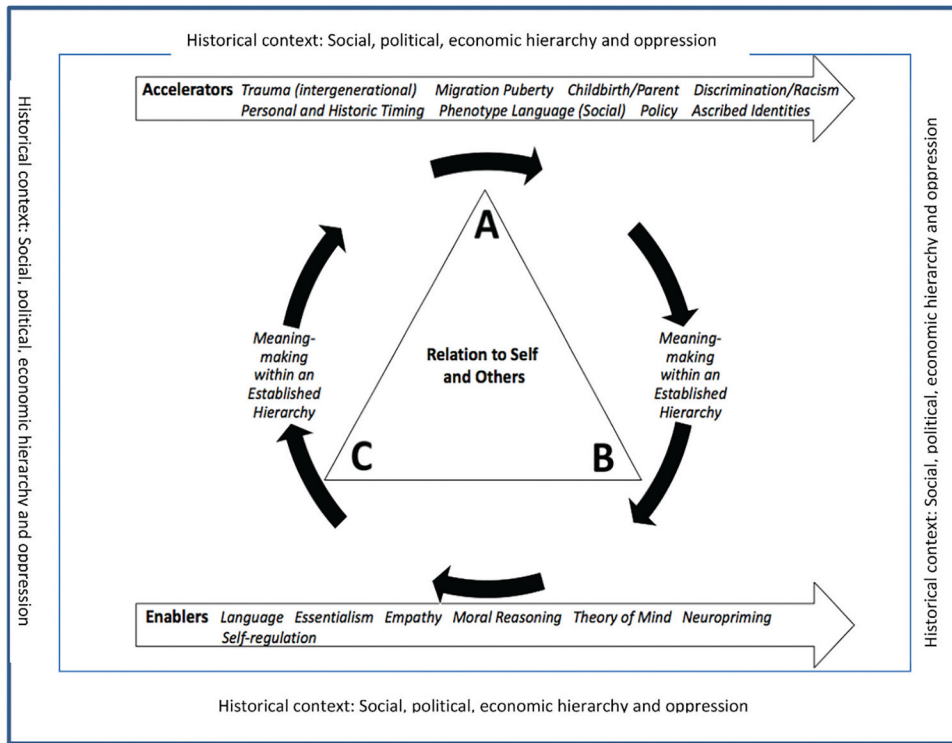 Historical context: Social, political, economic hierarchy and oppression
Accelerators Trauma (intergenerational) Migration Puberty Childbirth/Parent Discrimination/Racism
Personal and Historic Timing Phenotype Language (Social) Policy Ascribed Identities
Historical context: Social, political, economic hierarchy and oppression
Historical context: Social, political, economic hierarchy and oppression
A
Meaning-
making
within an
Established
Hierarchy
Relation to Self
and Others
Meaning-
making
within an
Established
Hierarchy
C
B
Enablers Language Essentialism Empathy Moral Reasoning Theory of Mind Neuropriming
Self-regulation
Historical context: Social, political, economic hierarchy and oppression